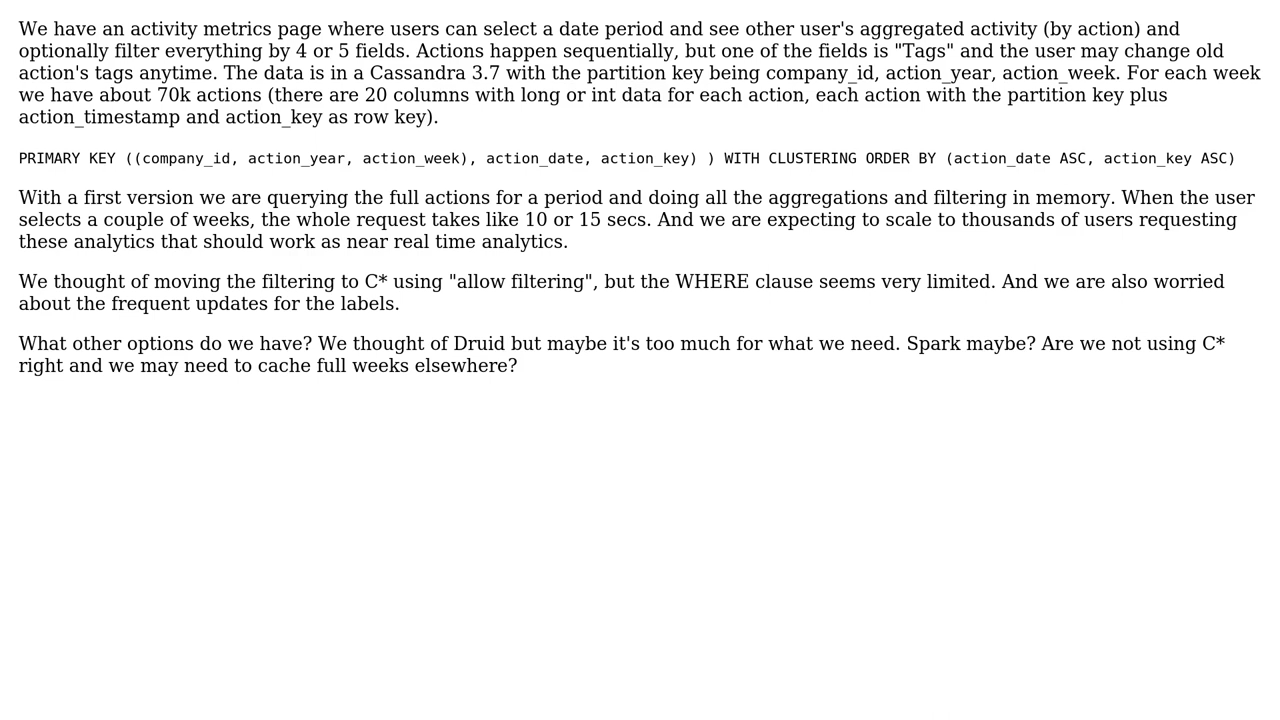 We have an activity metrics page where users can select a date period and see other user's aggregated activity (by action) and
optionally filter everything by 4 or 5 fields. Actions happen sequentially, but one of the fields is "Tags" and the user may change old
action's tags anytime. The data is in a Cassandra 3.7 with the partition key being company_id, action_year, action_week. For each week
we have about 70k actions (there are 20 columns with long or int data for each action, each action with the partition key plus
action_timestamp and action_key as row key).
PRIMARY KEY ((company_id, action_year, action_week), action_date, action_key) ) WITH CLUSTERING ORDER BY (action_date ASC, action_key ASC)
With a first version we are querying the full actions for a period and doing all the aggregations and filtering in memory. When the user
selects a couple of weeks, the whole request takes like 10 or 15 secs. And we are expecting to scale to thousands of users requesting
these analytics that should work as near real time analytics.
We thought of moving the filtering to C* using "allow filtering", but the WHERE clause seems very limited. And we are also worried
about the frequent updates for the labels.
What other options do we have? We thought of Druid but maybe it's too much for what we need. Spark maybe? Are we not using C*
right and we may need to cache full weeks elsewhere?